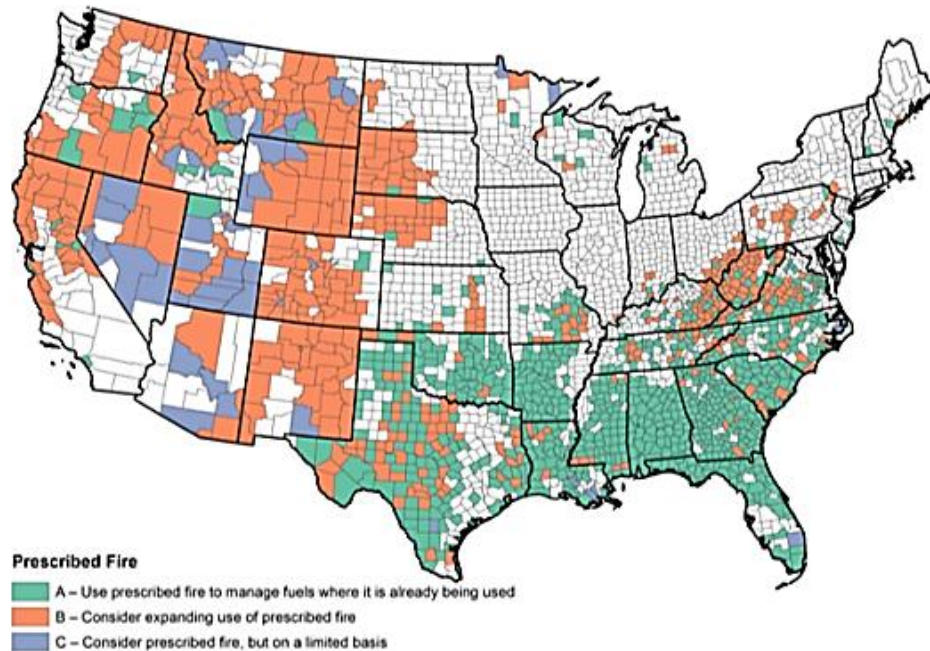 Prescribed Fire
A – Use prescribed fire to manage fuels where it is already being used
B – Consider expanding use of prescribed fire
C – Consider prescribed fire, but on a limited basis